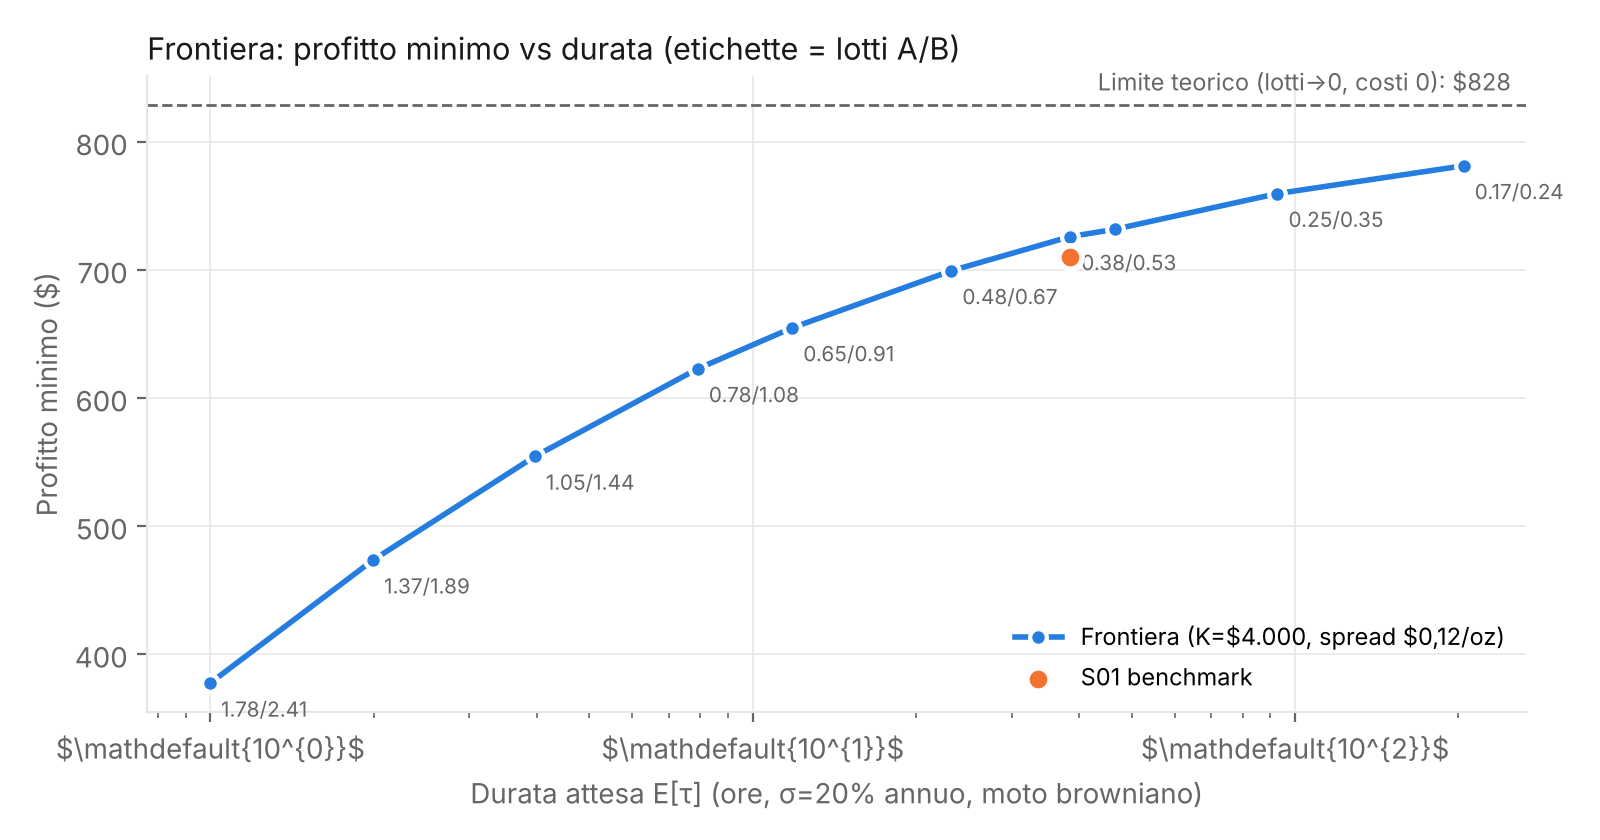 Frontiera: profitto minimo vs durata (etichette = lotti A/B)
Limite teorico (lotti→0, costi 0): $828
800
700
600
500
400
Profitto minimo ($)
0.17/0.24
0.25/0.35
0.38/0.53
0.48/0.67
0.65/0.91
0.78/1.08
1.05/1.44
1.37/1.89
1.78/2.41
Frontiera (K=$4.000, spread $0,12/oz)
S01 benchmark
$\mathdefault{10^{0}}$
$\mathdefault{10^{1}}$
$\mathdefault{10^{2}}$
Durata attesa E[τ] (ore, σ=20% annuo, moto browniano)